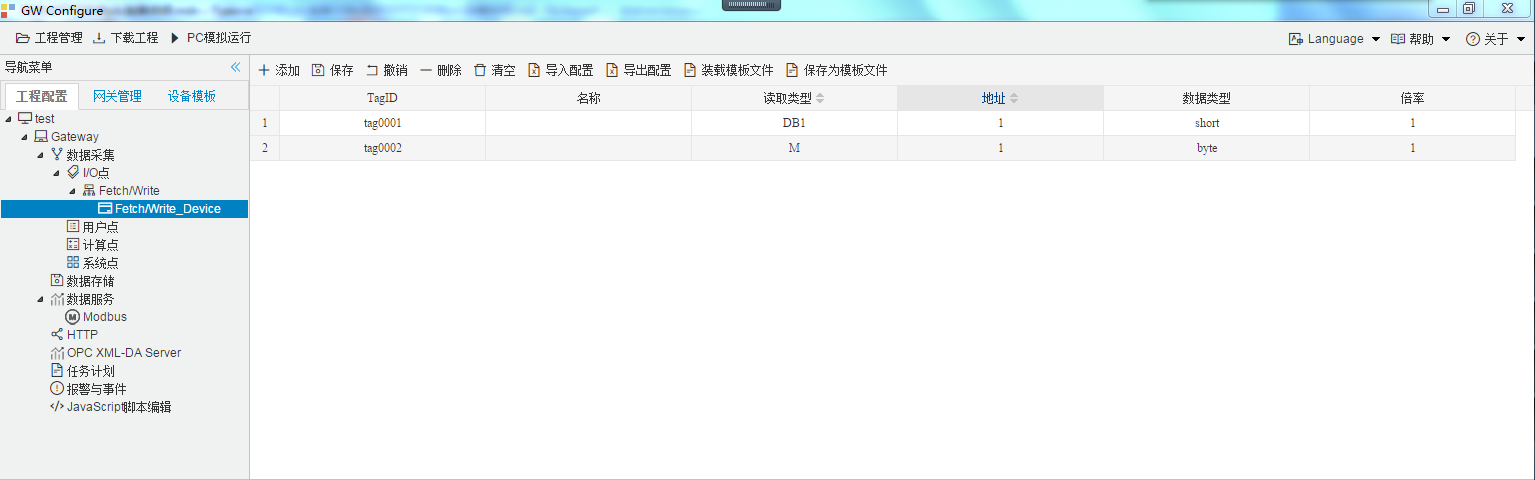 GW Configure
工程管理 下载工程 PC模拟运行 Language 帮助 关于
导航菜单
添加 保存 撤销 删除 清空 导入配置 导出配置 装载模板文件 保存为模板文件
工程配置 网关管理 设备模板
TagID 名称 读取类型 地址 数据类型 倍率
1 tag0001 DB1 1 short 1
2 tag0002 M 1 byte 1
test
Gateway
数据采集
I/O点
Fetch/Write
Fetch/Write_Device
用户点
计算点
系统点
数据存储
数据服务
Modbus
HTTP
OPC XML-DA Server
任务计划
报警与事件
JavaScript脚本编辑